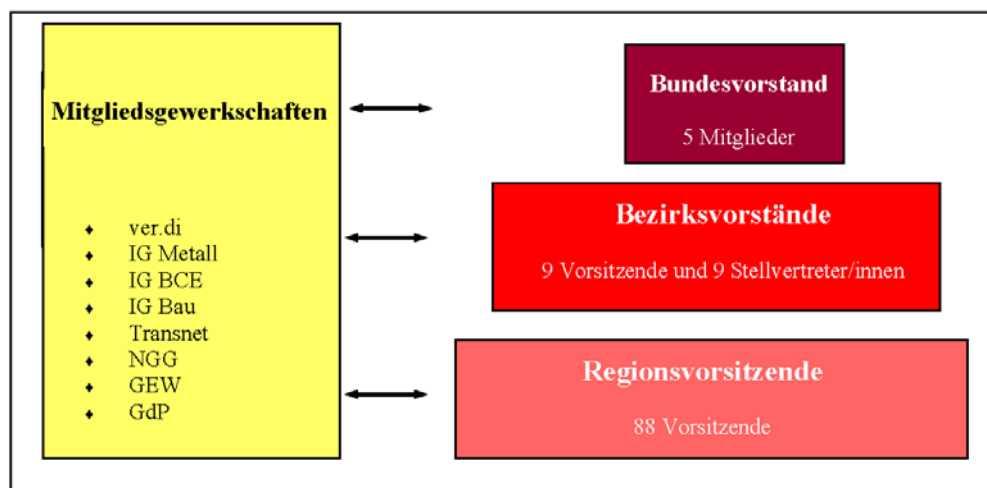 Mitgliedsgewerkschaften
ver.di
IG Metall
IG BCE
IG Bau
Transnet
NGG
GEW
GdP
Bundesvorstand
5 Mitglieder
Bezirksvorstände
9 Vorsitzende und 9 Stellvertreter/innen
Regionsvorsitzende
88 Vorsitzende